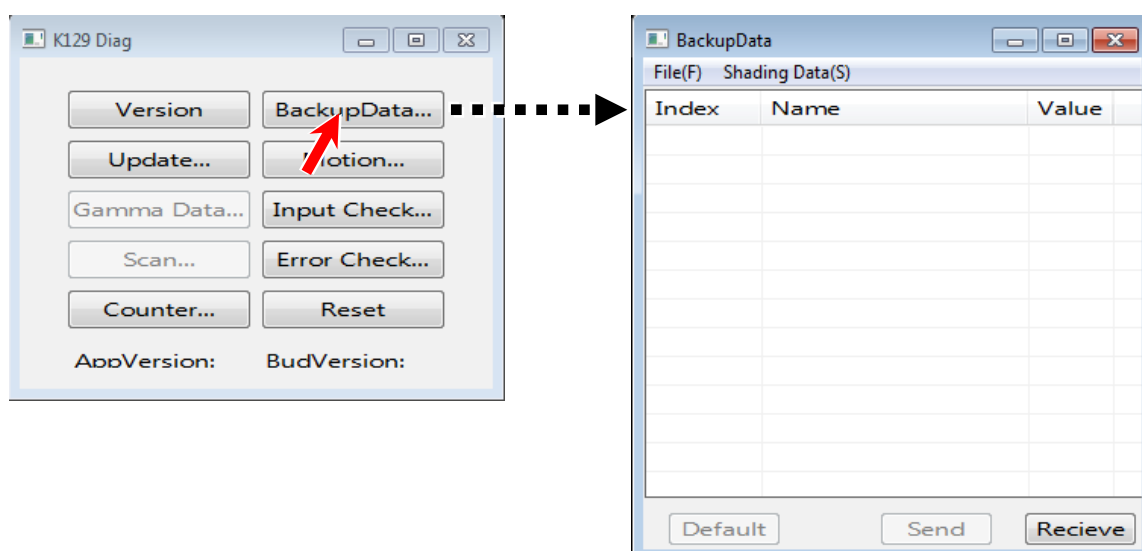 K129 Diag
Version
BackupData...
Update...
Motion...
Gamma Data...
Input Check...
Scan...
Error Check...
Counter...
Reset
AppVersion:
BudVersion:
BackupData
File(F) Shading Data(S)
Index Name Value
Default Send Recieve